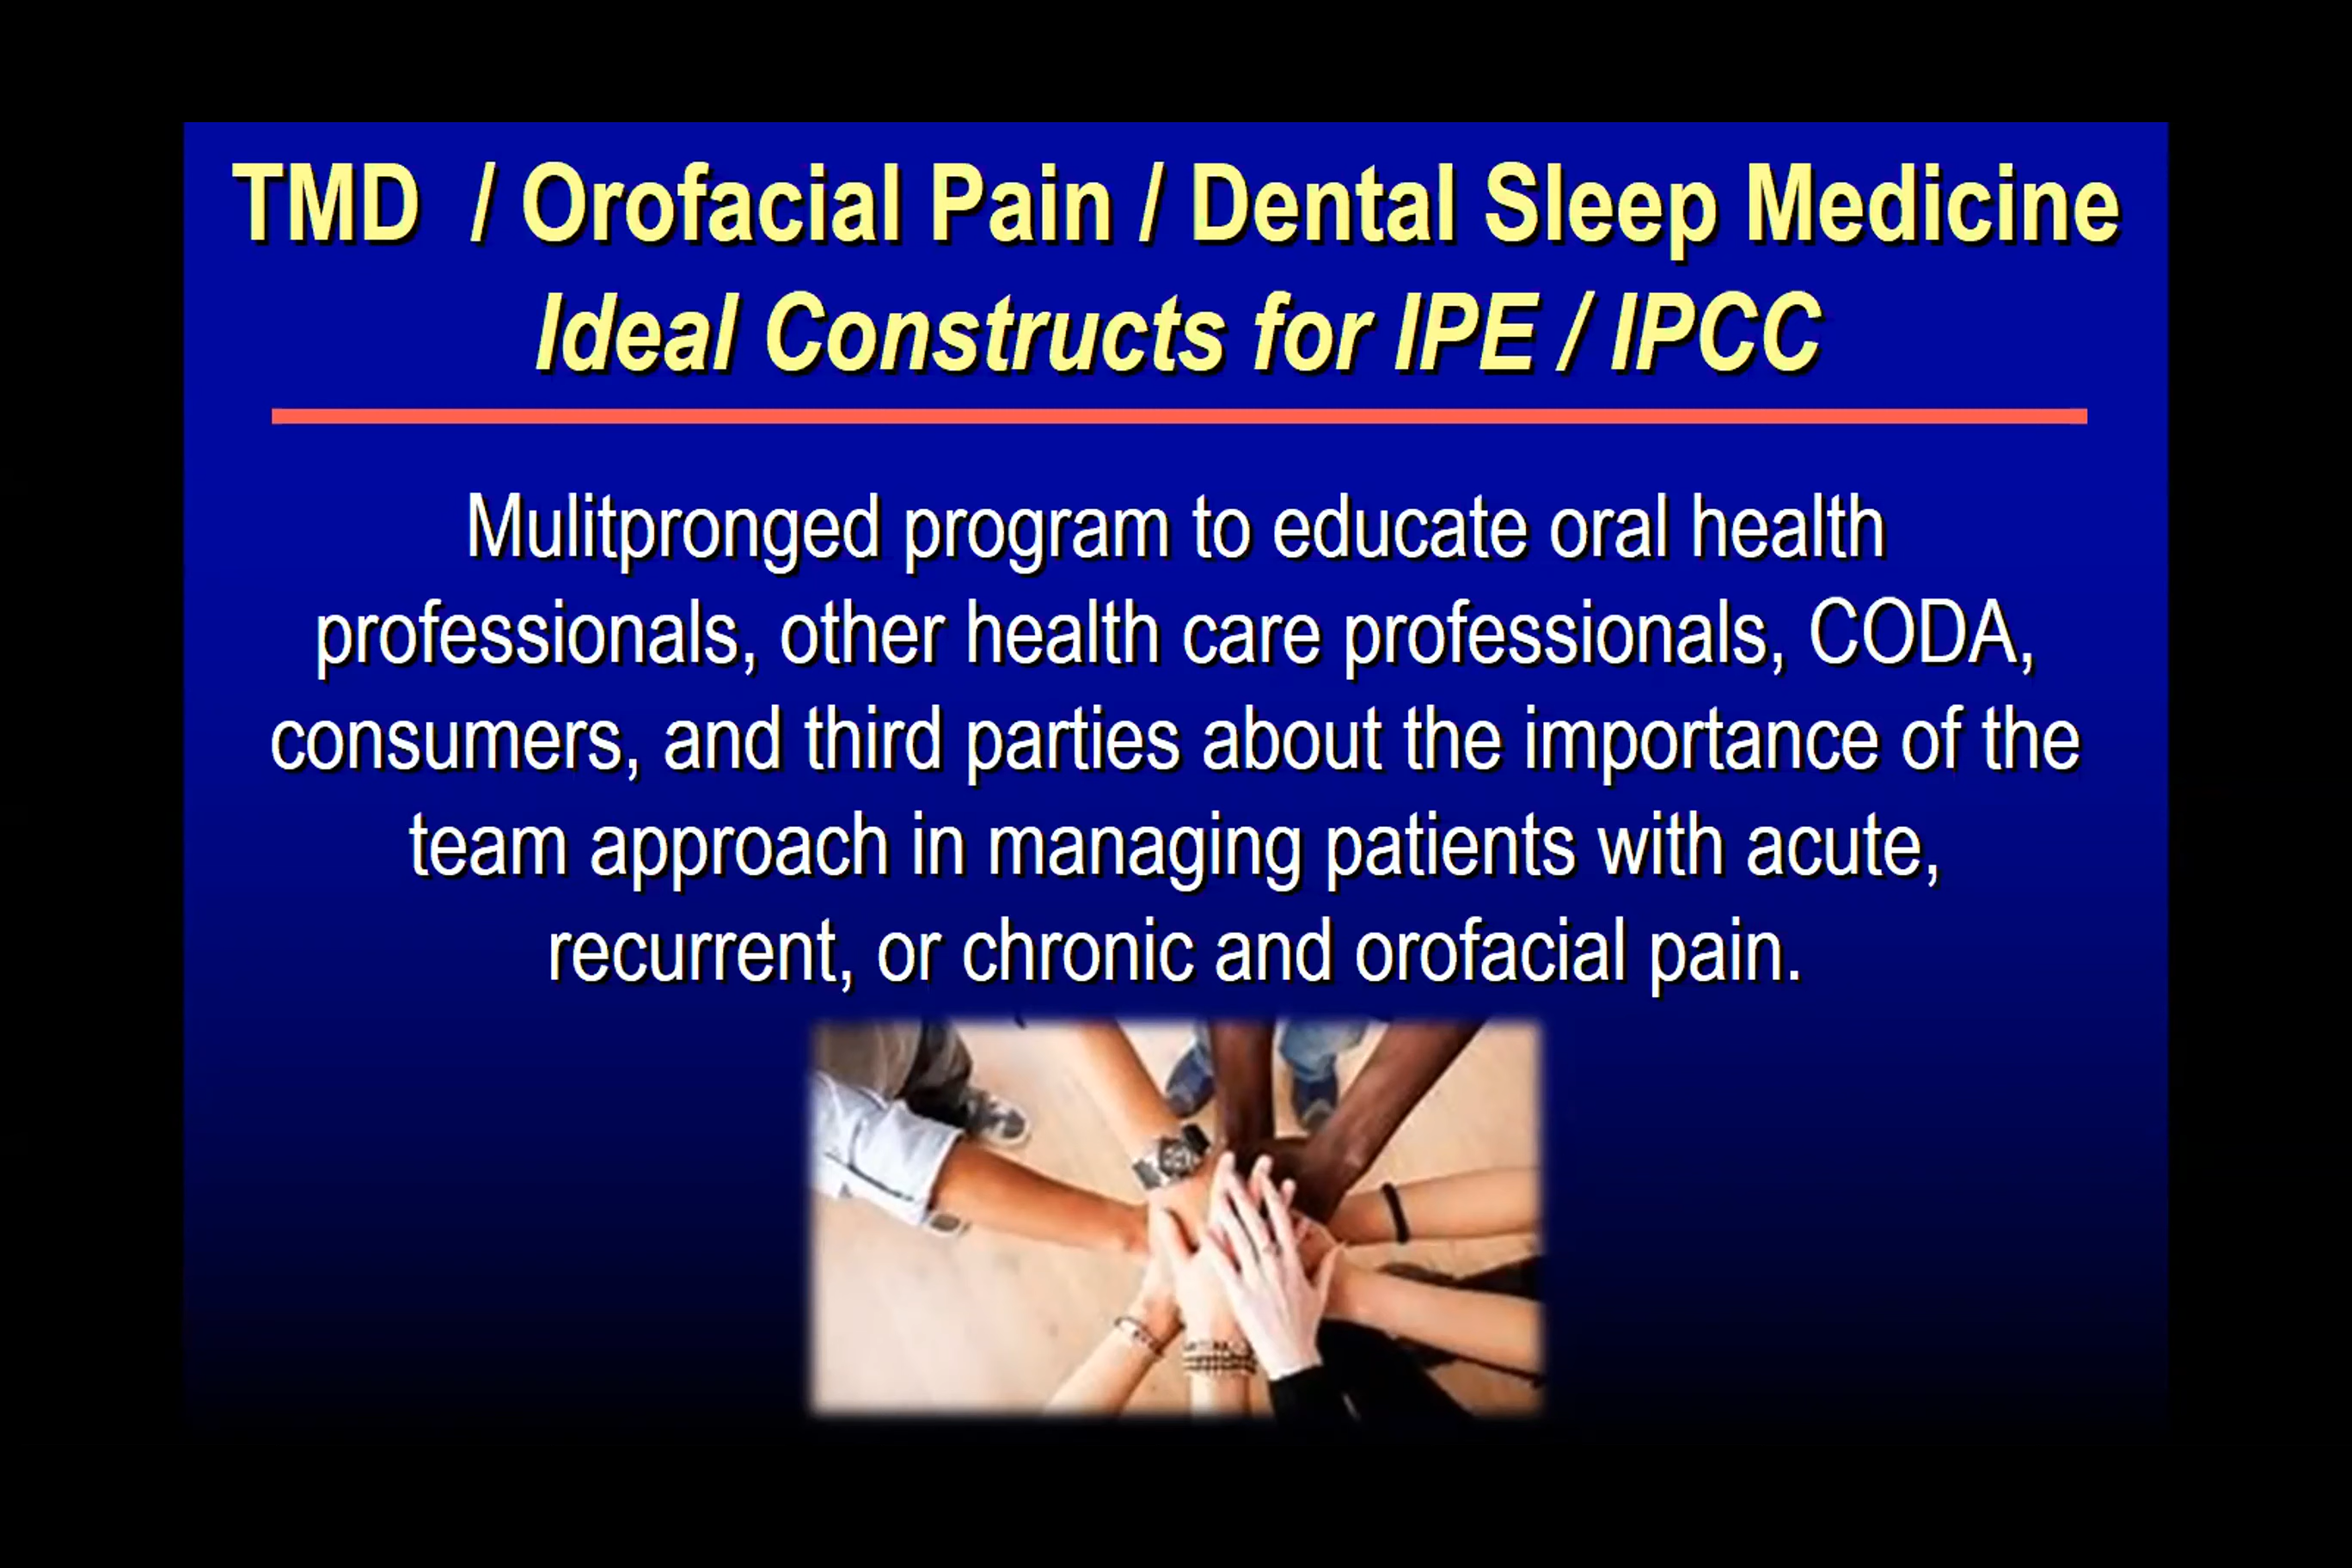 TMD / Orofacial Pain / Dental Sleep Medicine
Ideal Constructs for IPE / IPCC
Mulitpronged program to educate oral health
professionals, other health care professionals, CODA,
consumers, and third parties about the importance of the
team approach in managing patients with acute,
recurrent, or chronic and orofacial pain.